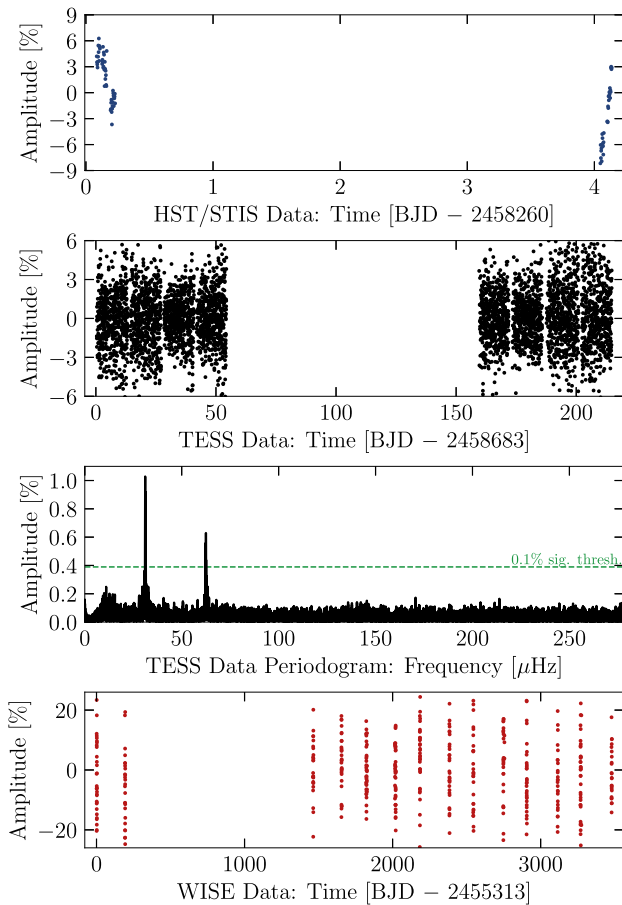 Amplitude [%]
9
6
3
0
−3
−6
−9
0 1 2 3 4
HST/STIS Data: Time [BJD − 2458260]
Amplitude [%]
6
3
0
−3
−6
0 50 100 150 200
TESS Data: Time [BJD − 2458683]
Amplitude [%]
1.0
0.8
0.6
0.4
0.2
0.0
0.1% sig. thresh.
0 50 100 150 200 250
TESS Data Periodogram: Frequency [μHz]
Amplitude [%]
20
0
−20
0 1000 2000 3000
WISE Data: Time [BJD − 2455313]